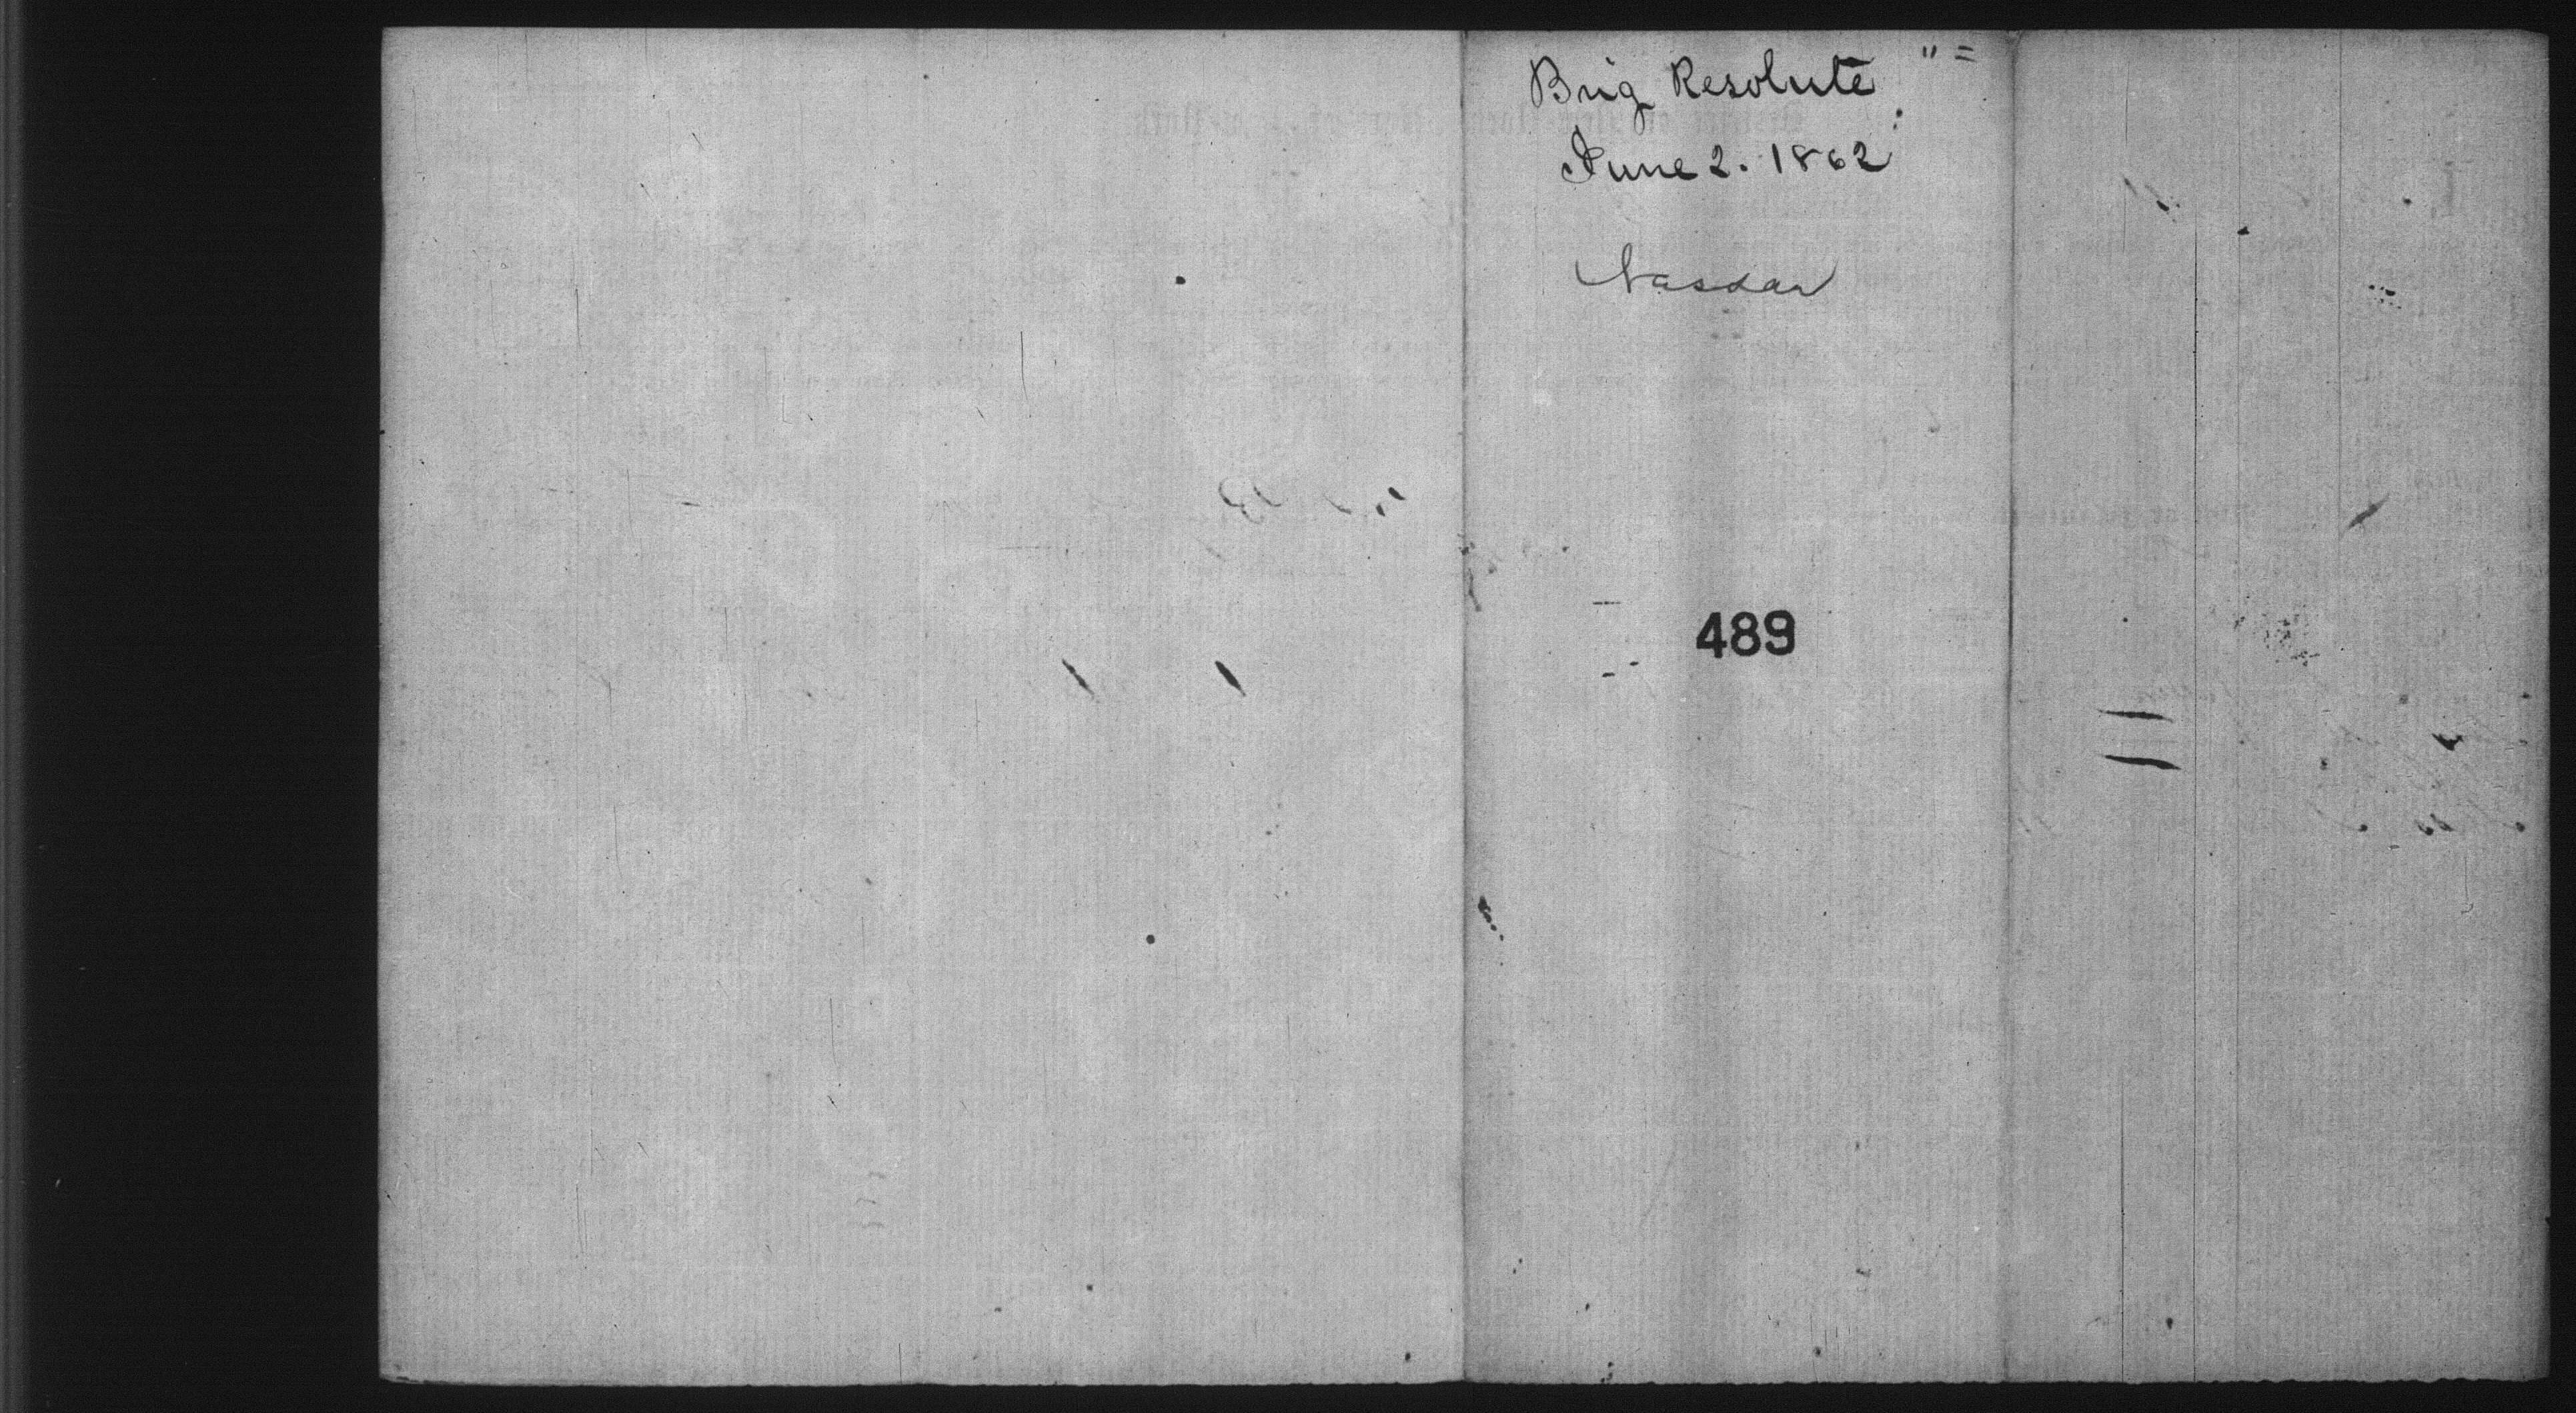 Brig Resolute " =
June 2. 1862
Nassau
489